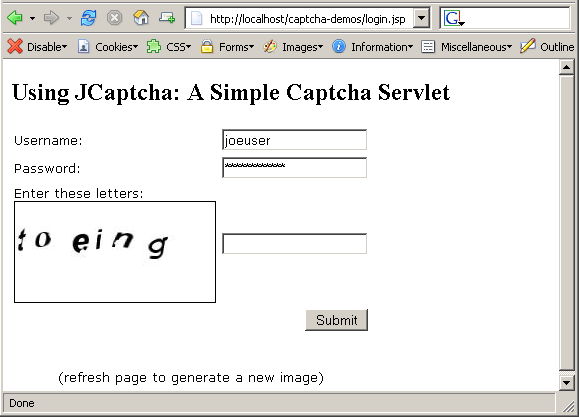 http://localhost/captcha-demos/login.jsp
Disable Cookies CSS Forms Images Information Miscellaneous Outline
Using JCaptcha: A Simple Captcha Servlet
Username: joeuser
Password: *************
Enter these letters:
to eing
Submit
(refresh page to generate a new image)
Done